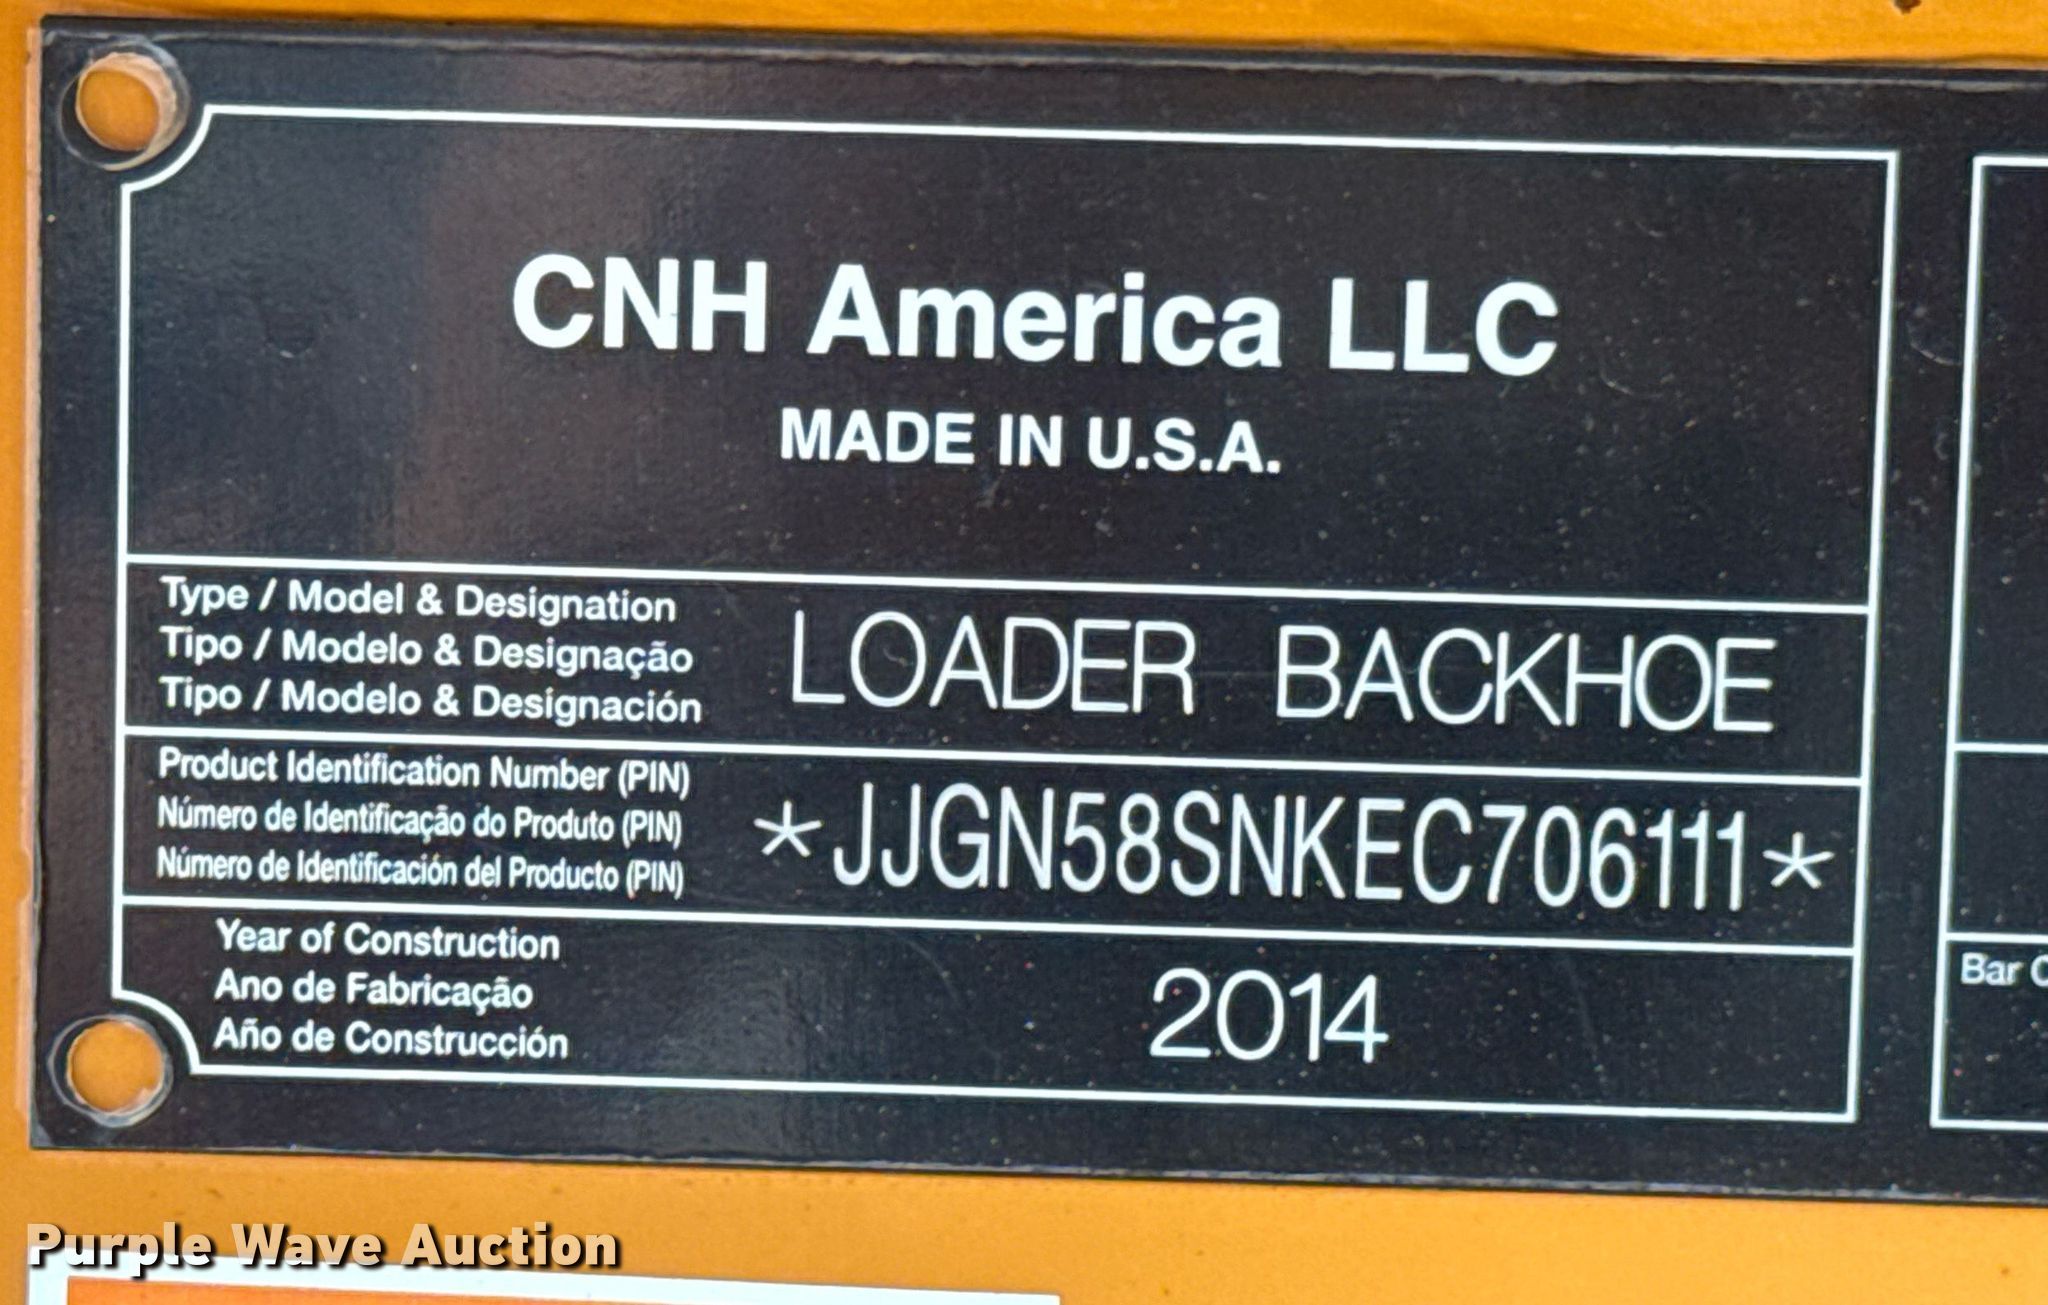 CNH America LLC
MADE IN U.S.A.
Type / Model & Designation
Tipo / Modelo & Designação
Tipo / Modelo & Designación
LOADER BACKHOE
Product Identification Number (PIN)
Número de Identificação do Produto (PIN)
Número de Identificación del Producto (PIN)
*JJGN58SNKEC706111*
Year of Construction
Ano de Fabricação
Año de Construcción
2014
Bar
Purple Wave Auction